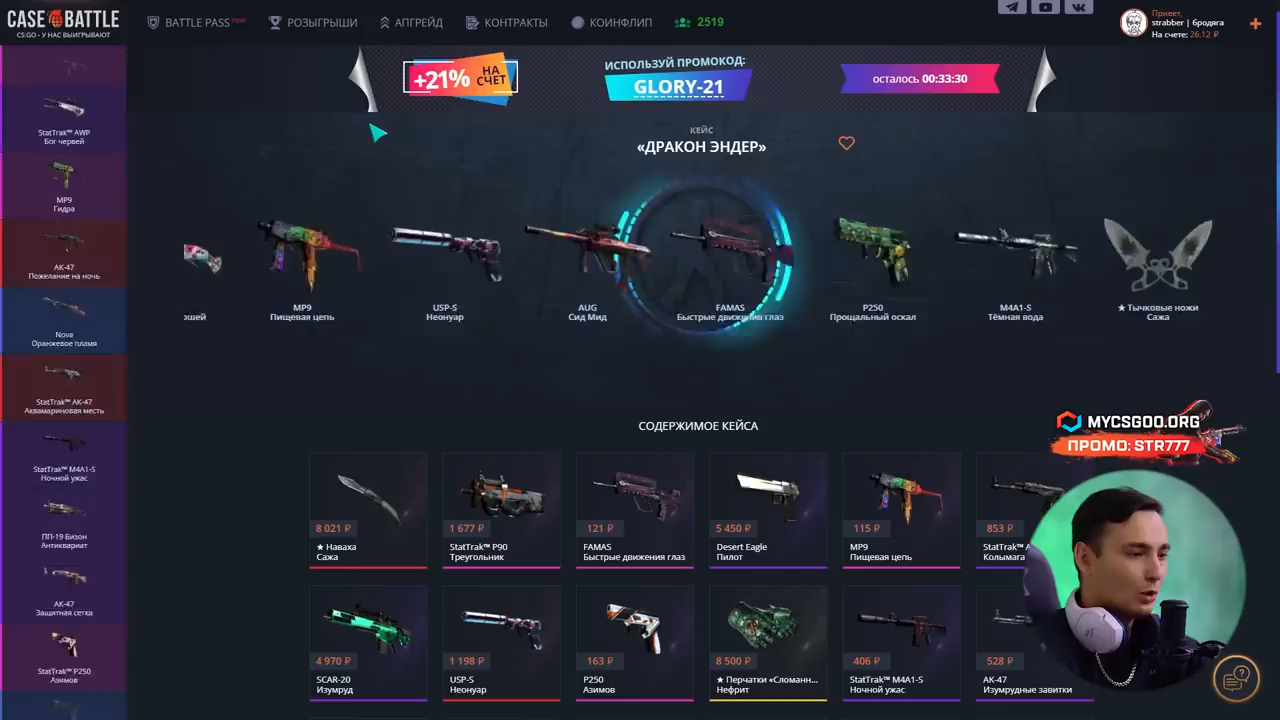 CASE BATTLE
CS:GO - У НАС ВЫИГРЫВАЮТ
BATTLE PASS new
РОЗЫГРЫШИ
АПГРЕЙД
КОНТРАКТЫ
КОИНФЛИП
2519
Привет,
strabber | бродяга
На счете: 26.12 ₽
+21% НА СЧЕТ
ИСПОЛЬЗУЙ ПРОМОКОД:
GLORY-21
осталось 00:33:30
КЕЙС
«ДРАКОН ЭНДЕР»
ошей
MP9
Пищевая цепь
USP-S
Неонуар
AUG
Сид Мид
FAMAS
Быстрые движения глаз
P250
Прощальный оскал
M4A1-S
Тёмная вода
★ Тычковые ножи
Сажа
StatTrak™ AWP
Бог червей
MP9
Гидра
AK-47
Пожелание на ночь
Nova
Оранжевое пламя
StatTrak™ AK-47
Аквамариновая месть
StatTrak™ M4A1-S
Ночной ужас
ПП-19 Бизон
Антиквариат
AK-47
Защитная сетка
StatTrak™ P250
Азимов
MYCSGOO.ORG
ПРОМО: STR777
СОДЕРЖИМОЕ КЕЙСА
8 021 ₽
★ Наваха
Сажа
1 677 ₽
StatTrak™ P90
Треугольник
121 ₽
FAMAS
Быстрые движения глаз
5 450 ₽
Desert Eagle
Пилот
115 ₽
MP9
Пищевая цепь
853 ₽
StatTrak™ A
Кольмага
4 970 ₽
SCAR-20
Изумруд
1 198 ₽
USP-S
Неонуар
163 ₽
P250
Азимов
8 500 ₽
★ Перчатки «Сломанн...
Нефрит
406 ₽
StatTrak™ M4A1-S
Ночной ужас
528 ₽
AK-47
Изумрудные завитки